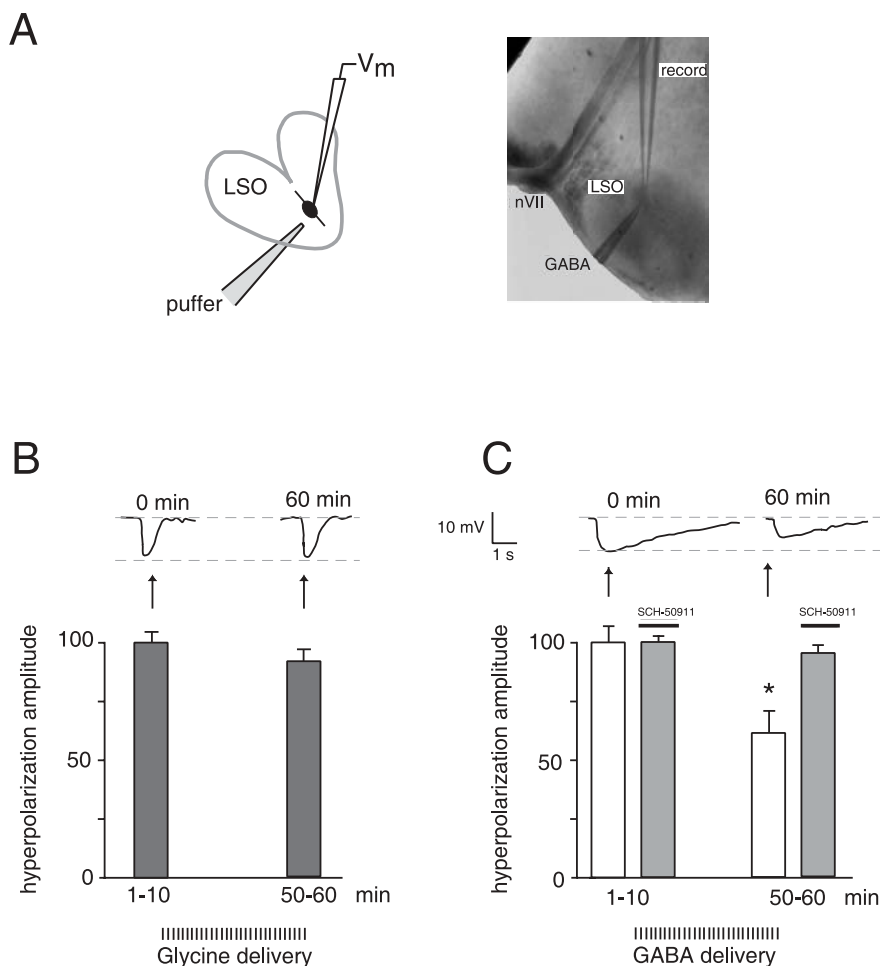 A
Vm
LSO
puffer
record
LSO
nVII
GABA
B
0 min
60 min
hyperpolarization amplitude
100
50
0
1-10
50-60
min
Glycine delivery
C
10 mV
1 s
0 min
60 min
SCH-50911
SCH-50911
*
hyperpolarization amplitude
100
50
0
1-10
50-60
min
GABA delivery